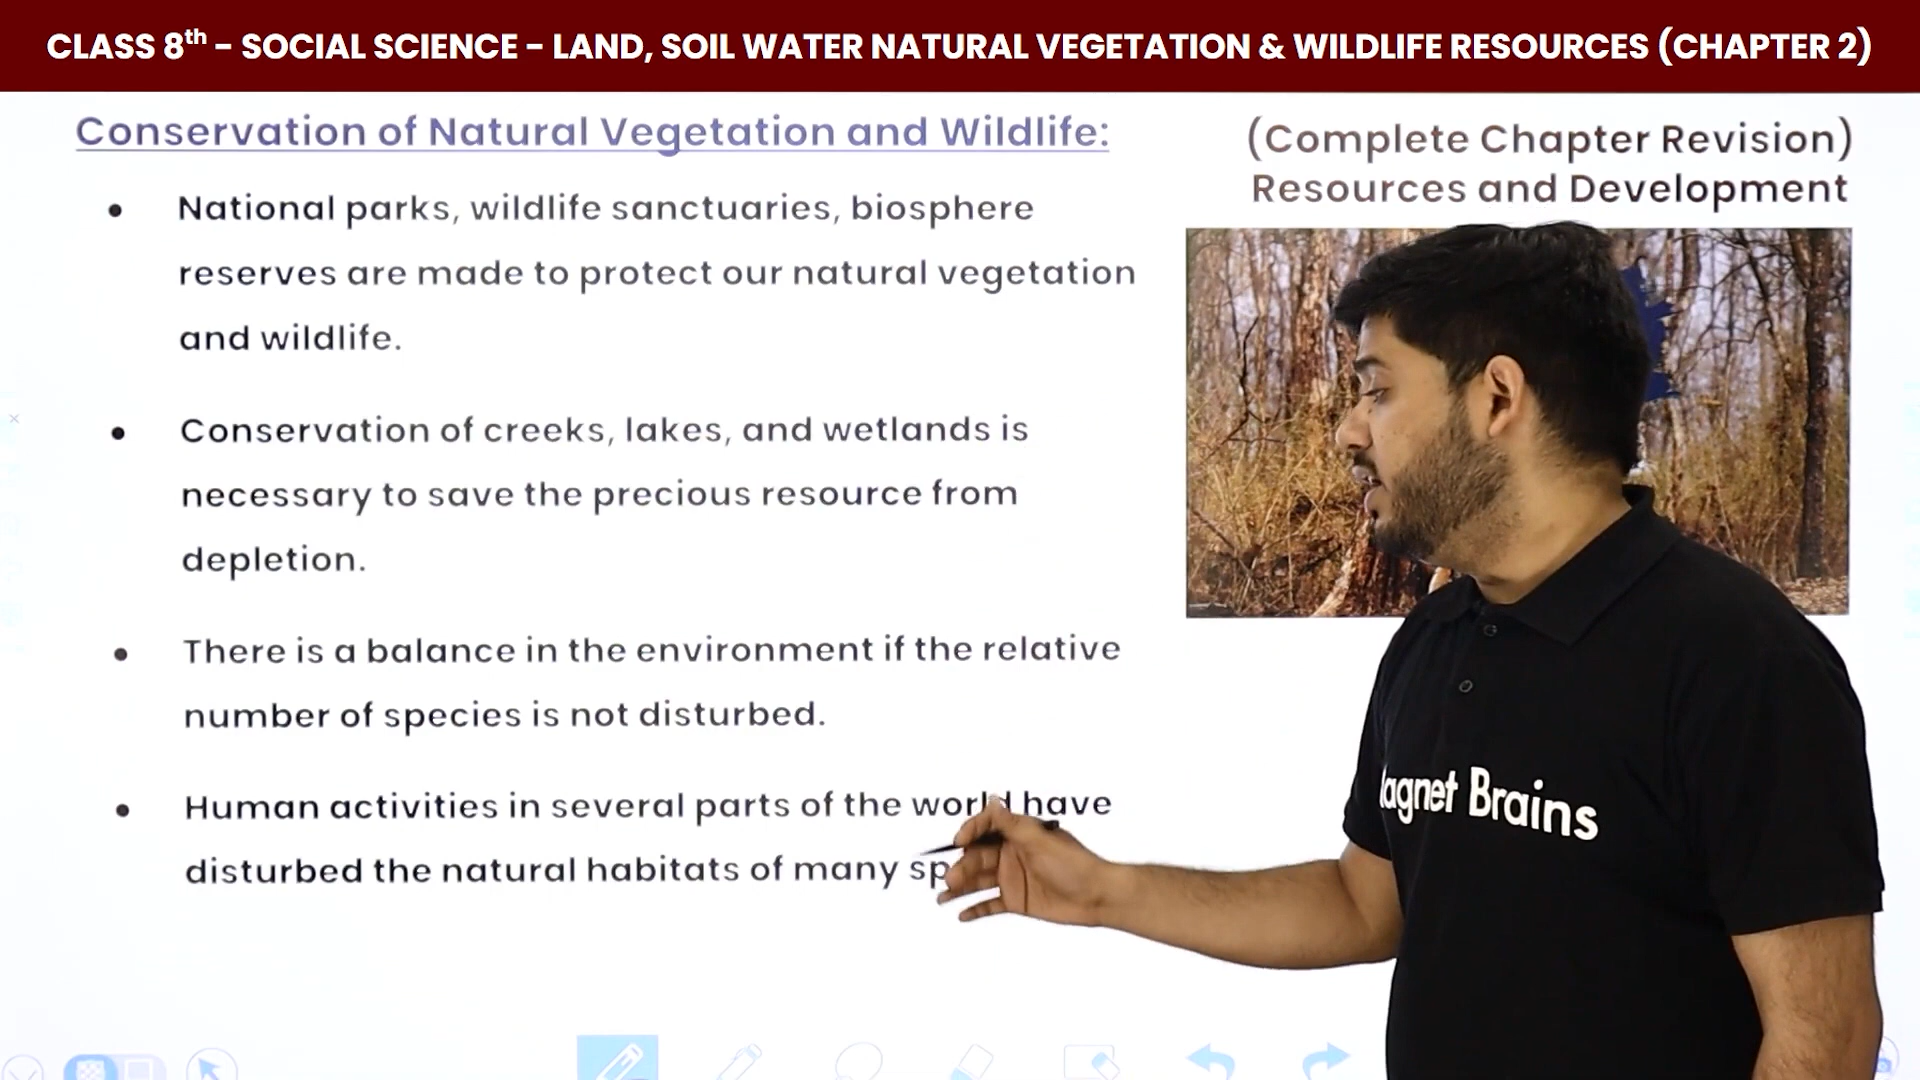 CLASS 8th - SOCIAL SCIENCE - LAND, SOIL WATER NATURAL VEGETATION & WILDLIFE RESOURCES (CHAPTER 2)
Conservation of Natural Vegetation and Wildlife:
(Complete Chapter Revision)
Resources and Development
• National parks, wildlife sanctuaries, biosphere
reserves are made to protect our natural vegetation
and wildlife.
• Conservation of creeks, lakes, and wetlands is
necessary to save the precious resource from
depletion.
• There is a balance in the environment if the relative
number of species is not disturbed.
• Human activities in several parts of the world have
disturbed the natural habitats of many
Brains